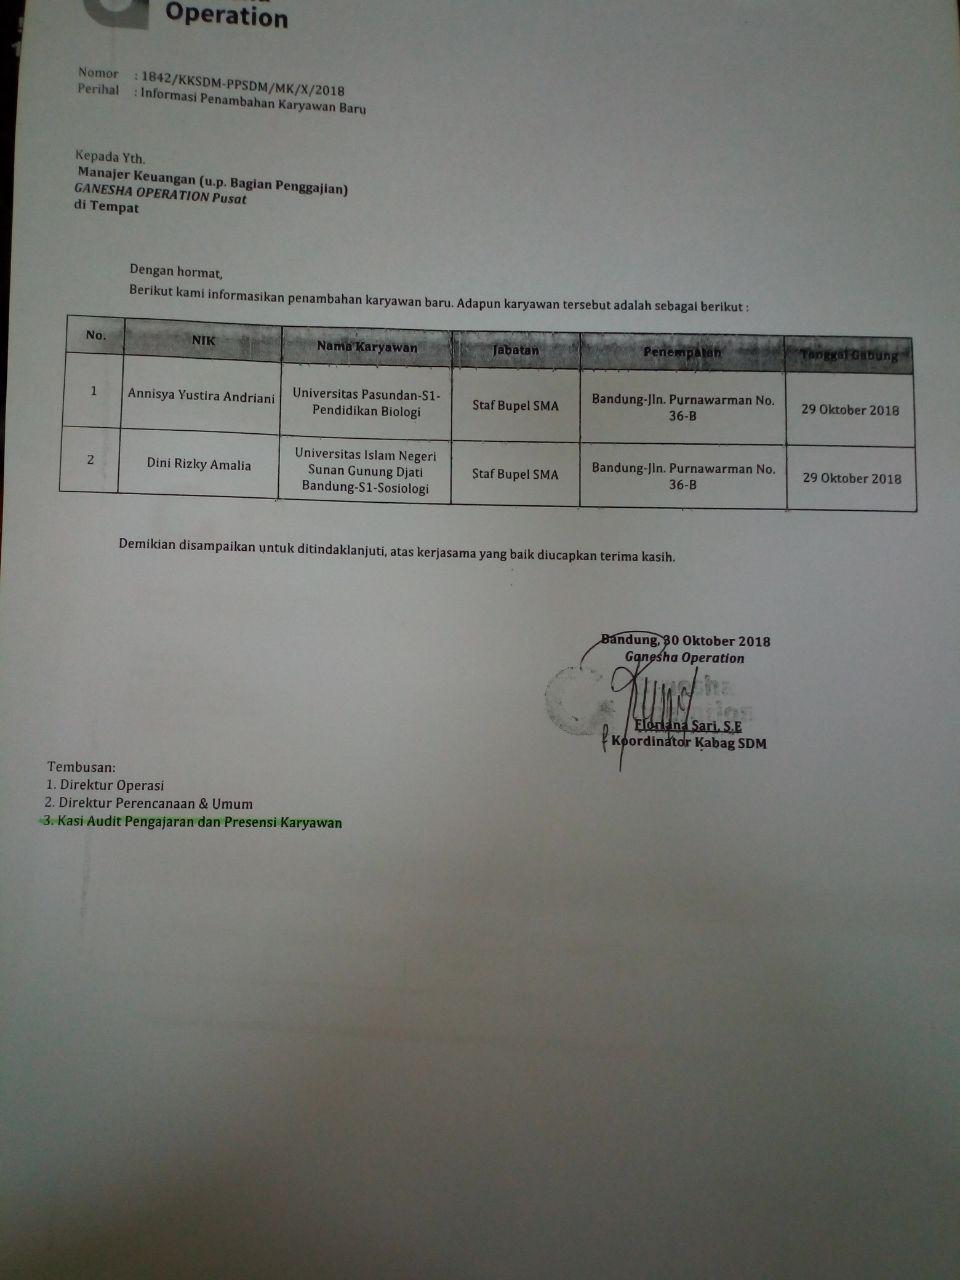 Operation
Nomor : 1842/KKSDM-PPSDM/MK/X/2018
Perihal : Informasi Penambahan Karyawan Baru
Kepada Yth.
Manajer Keuangan (u.p. Bagian Penggajian)
GANESHA OPERATION Pusat
di Tempat
Dengan hormat,
Berikut kami informasikan penambahan karyawan baru. Adapun karyawan tersebut adalah sebagai berikut :
No. NIK Nama Karyawan Jabatan Penempatan Tanggal Gabung
1 Annisya Yustira Andriani Universitas Pasundan-S1-
Pendidikan Biologi Staf Bupel SMA Bandung-Jln. Purnawarman No.
36-B 29 Oktober 2018
2 Dini Rizky Amalia Universitas Islam Negeri
Sunan Gunung Djati
Bandung-S1-Sosiologi Staf Bupel SMA Bandung-Jln. Purnawarman No.
36-B 29 Oktober 2018
Demikian disampaikan untuk ditindaklanjuti, atas kerjasama yang baik diucapkan terima kasih.
Bandung, 30 Oktober 2018
Ganesha Operation
Floriana Sari, S.E
Koordinator Kabag SDM
Tembusan:
1. Direktur Operasi
2. Direktur Perencanaan & Umum
3. Kasi Audit Pengajaran dan Presensi Karyawan